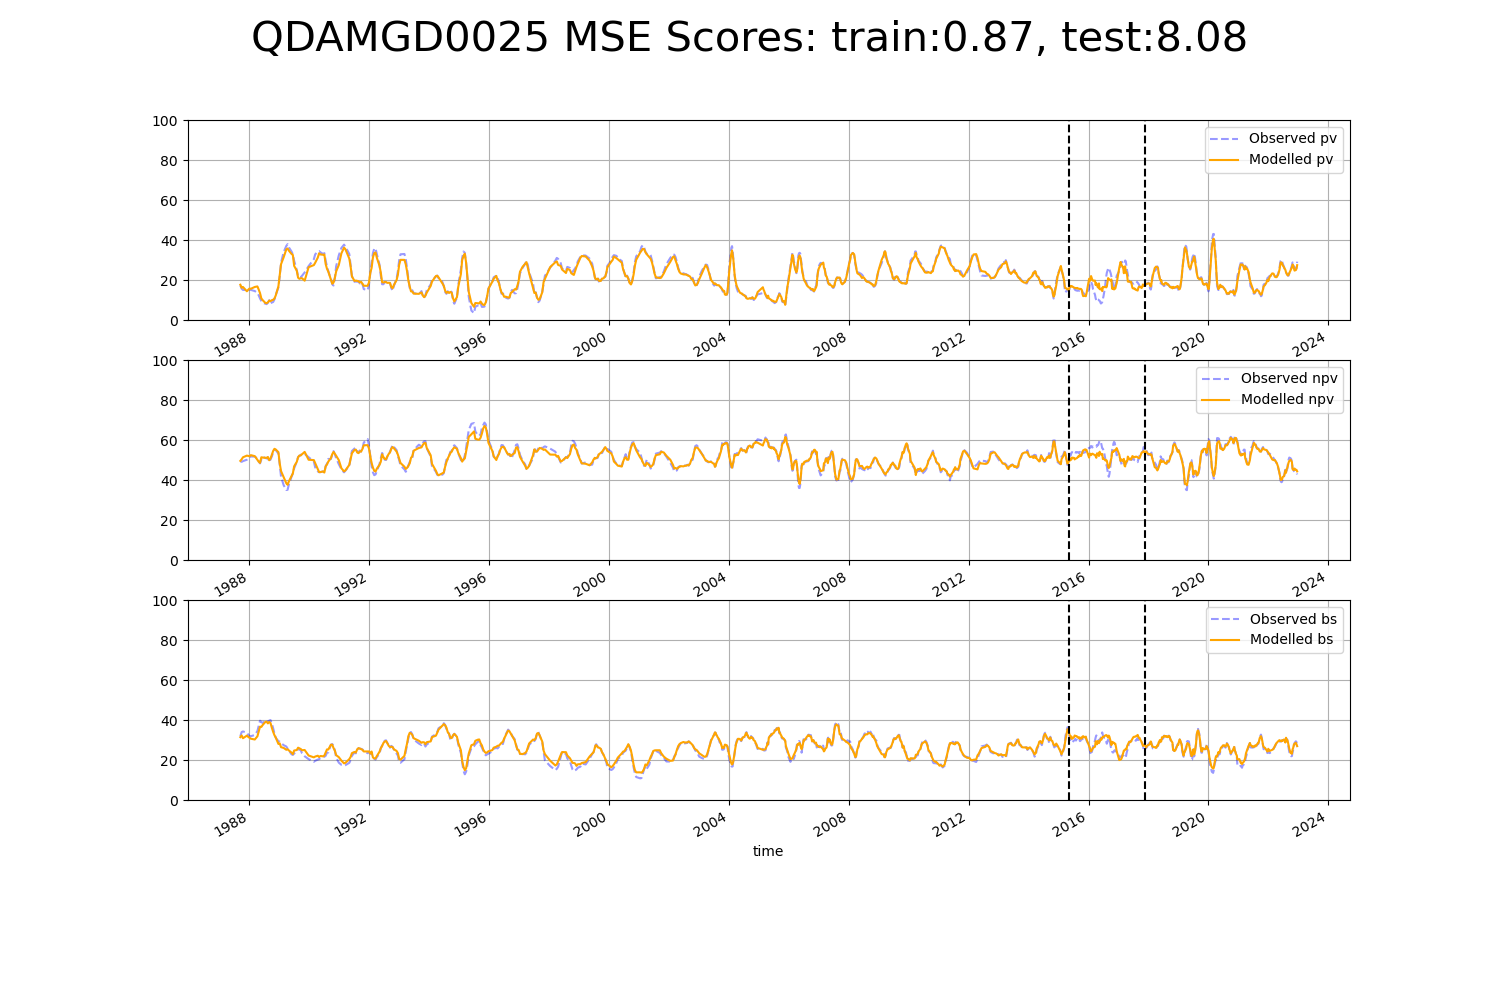 QDAMGD0025 MSE Scores: train:0.87, test:8.08
100
80
60
40
20
0
Observed pv
Modelled pv
1988 1992 1996 2000 2004 2008 2012 2016 2020 2024
100
80
60
40
20
0
Observed npv
Modelled npv
1988 1992 1996 2000 2004 2008 2012 2016 2020 2024
100
80
60
40
20
0
Observed bs
Modelled bs
1988 1992 1996 2000 2004 2008 2012 2016 2020 2024
time